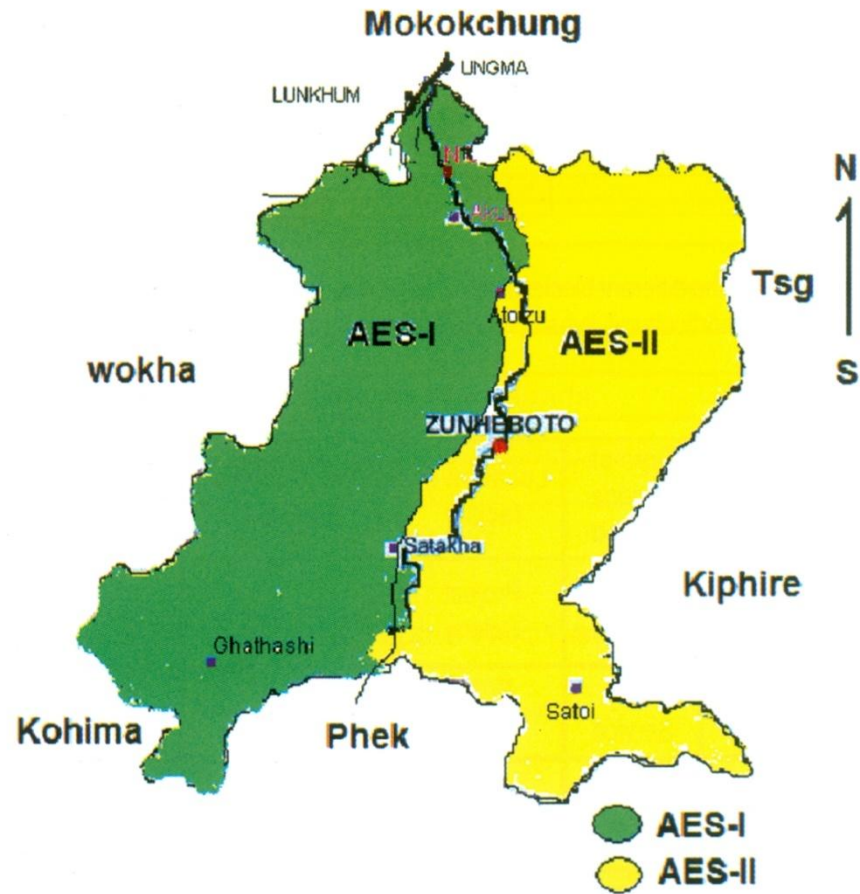 Mokokchung
UNGMA
LUNKHUM
N
Tsg
Atoizu
AES-I
AES-II
wokha
S
ZUNHEBOTO
Satakha
Kiphire
Ghathashi
Satoi
Kohima
Phek
AES-I
AES-II